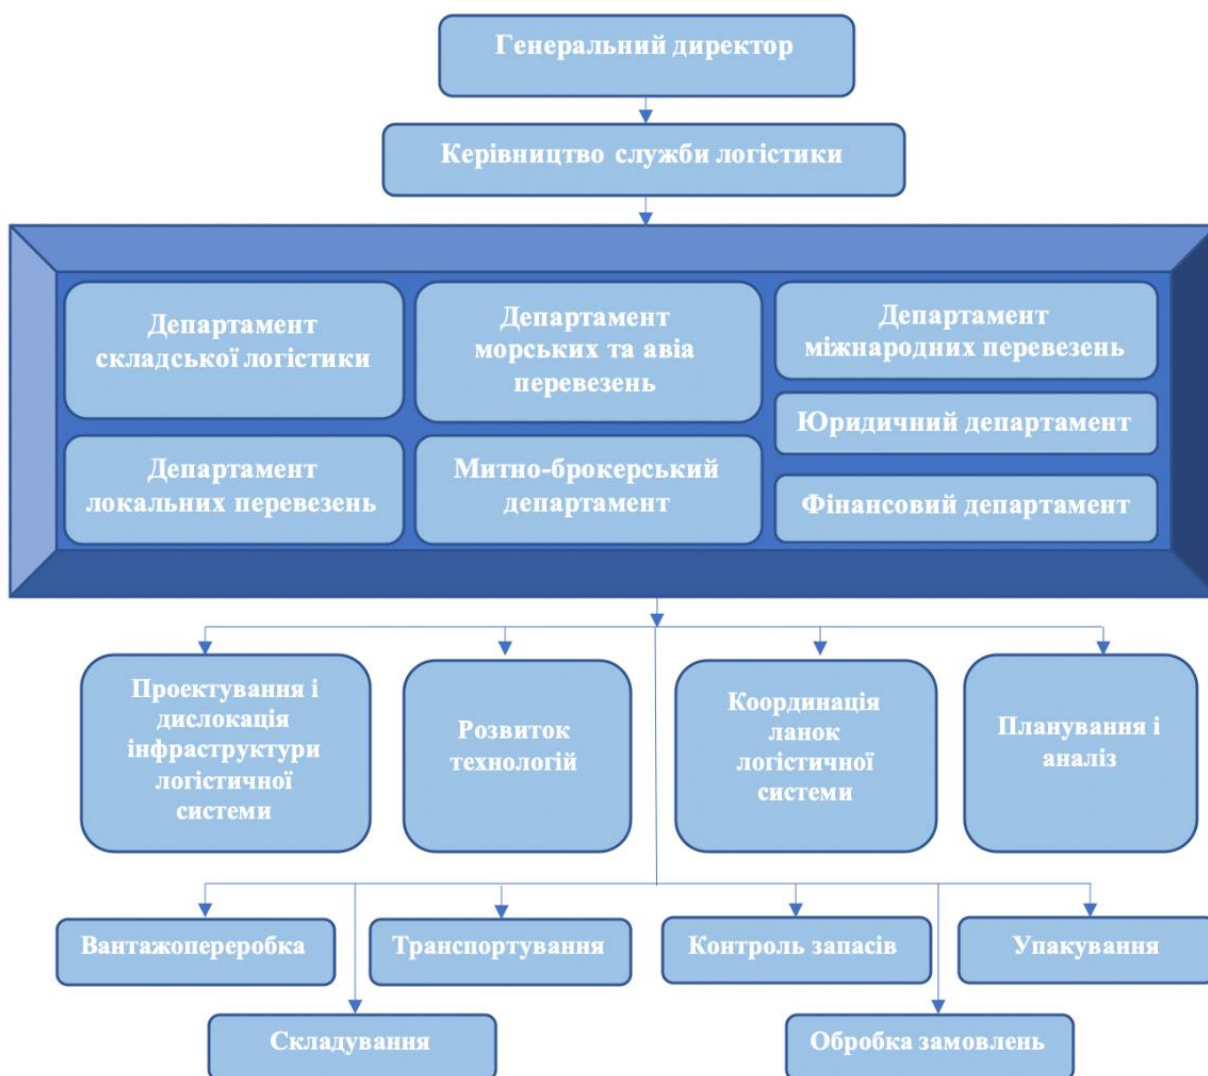 Генеральний директор
Керівництво служби логістики
Департамент
складської логістики
Департамент
морських та авіа
перевезень
Департамент
міжнародних перевезень
Юридичний департамент
Департамент
локальних перевезень
Митно-брокерський
департамент
Фінансовий департамент
Проектування і
дислокація
інфраструктури
логістичної
системи
Розвиток
технологій
Координація
ланок
логістичної
системи
Планування і
аналіз
Вантажопереробка
Транспортування
Контроль запасів
Упакування
Складування
Обробка замовлень